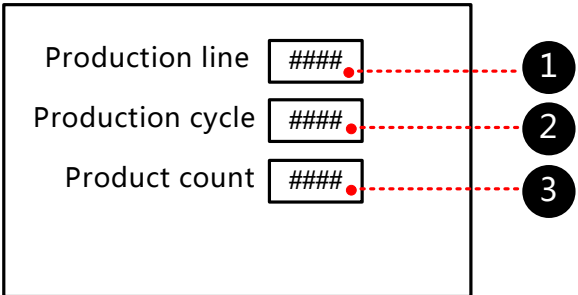 Production line #### 1
Production cycle #### 2
Product count #### 3